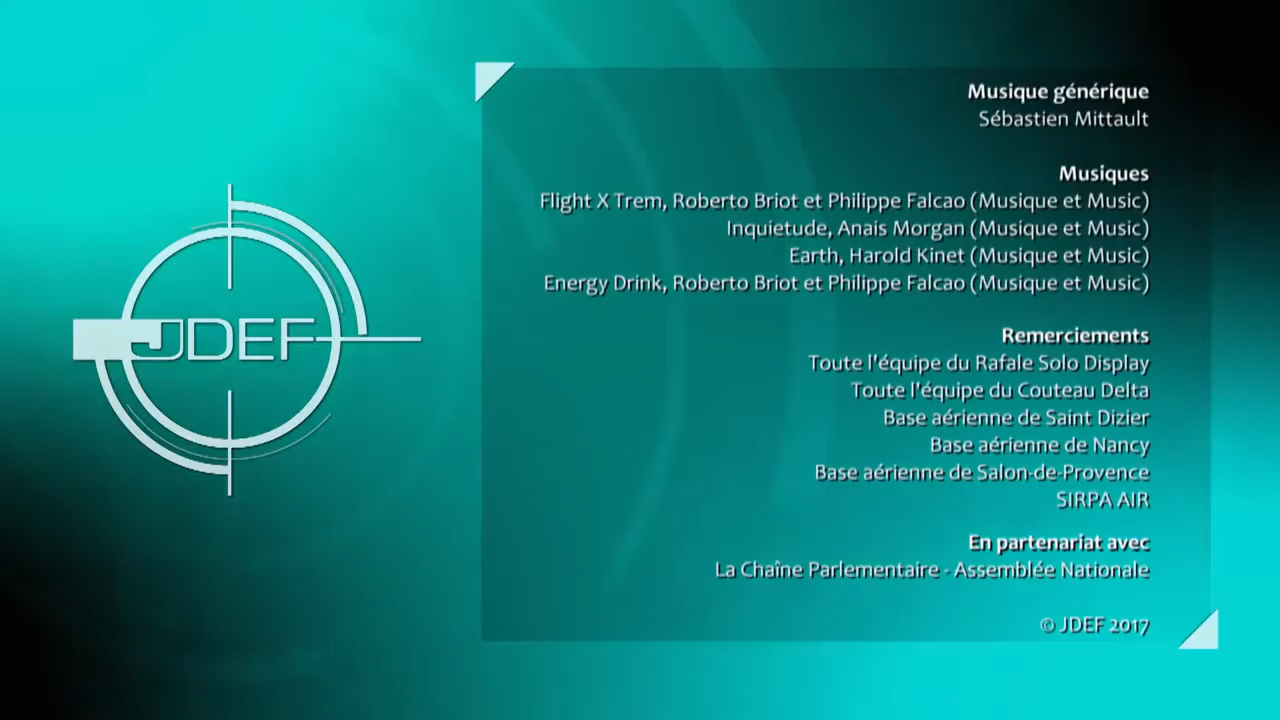 JDEF
Musique générique
Sébastien Mittault
Musiques
Flight X Trem, Roberto Briot et Philippe Falcao (Musique et Music)
Inquietude, Anais Morgan (Musique et Music)
Earth, Harold Kinet (Musique et Music)
Energy Drink, Roberto Briot et Philippe Falcao (Musique et Music)
Remerciements
Toute l'équipe du Rafale Solo Display
Toute l'équipe du Couteau Delta
Base aérienne de Saint Dizier
Base aérienne de Nancy
Base aérienne de Salon-de-Provence
SIRPA AIR
En partenariat avec
La Chaîne Parlementaire - Assemblée Nationale
© JDEF 2017